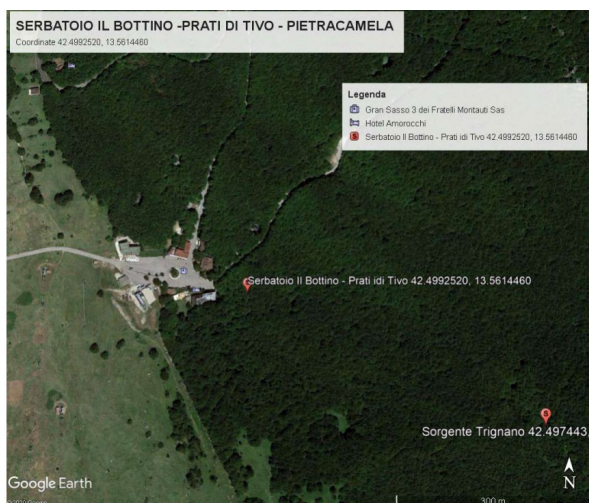 SERBATOIO IL BOTTINO -PRATI DI TIVO - PIETRACAMELA
Coordinate 42.4992520, 13.5614460
Legenda
Gran Sasso 3 dei Fratelli Montauti Sas
Hotel Amorocchi
S Serbatoio Il Bottino - Prati di Tivo 42.4992520, 13.5614460
Serbatoio Il Bottino - Prati idi Tivo 42.4992520, 13.5614460
S
Sorgente Trignano 42.497443,
Google Earth
N
300 m